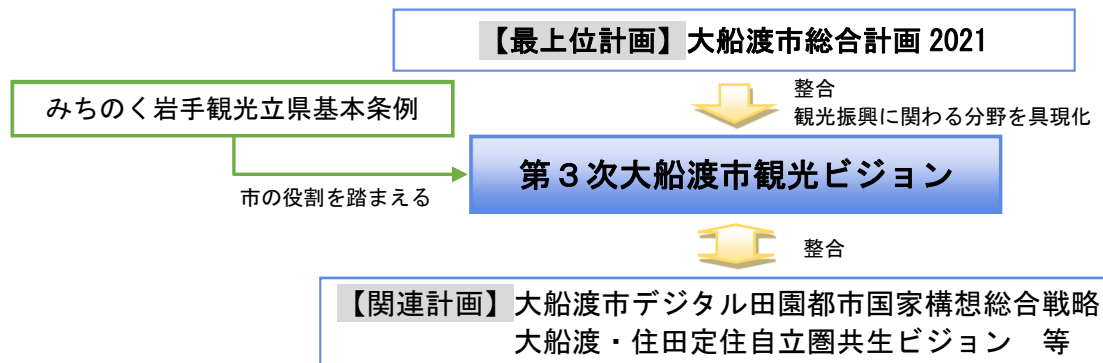 【最上位計画】大船渡市総合計画 2021
整合
観光振興に関わる分野を具現化
みちのく岩手観光立県基本条例
市の役割を踏まえる
第３次大船渡市観光ビジョン
整合
【関連計画】大船渡市デジタル田園都市国家構想総合戦略
大船渡・住田定住自立圏共生ビジョン　等